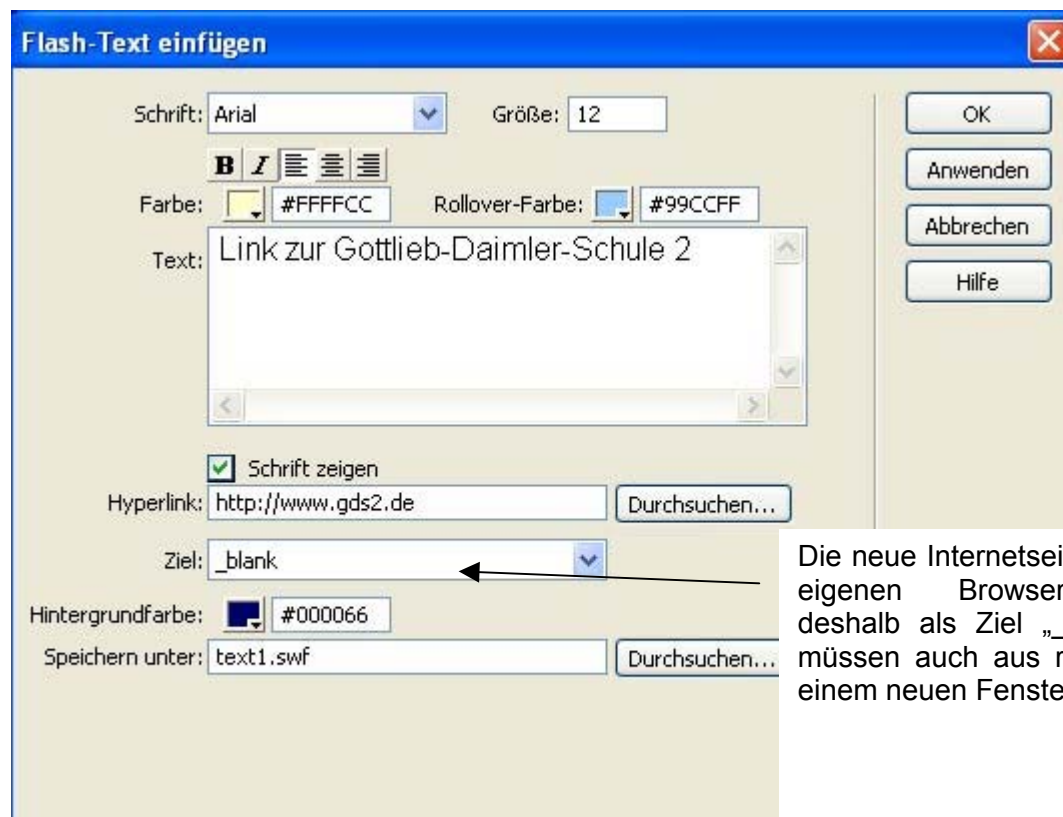 Flash-Text einfügen
Schrift: Arial Größe: 12
OK
B I
Anwenden
Farbe: #FFFFCC Rollover-Farbe: #99CCFF
Abbrechen
Text: Link zur Gottlieb-Daimler-Schule 2
Hilfe
Schrift zeigen
Hyperlink: http://www.gds2.de Durchsuchen...
Ziel: _blank
Hintergrundfarbe: #000066
Speichern unter: text1.swf Durchsuchen...
Die neue Internetsei
eigenen Browser
deshalb als Ziel „_
müssen auch aus
einem neuen Fenste